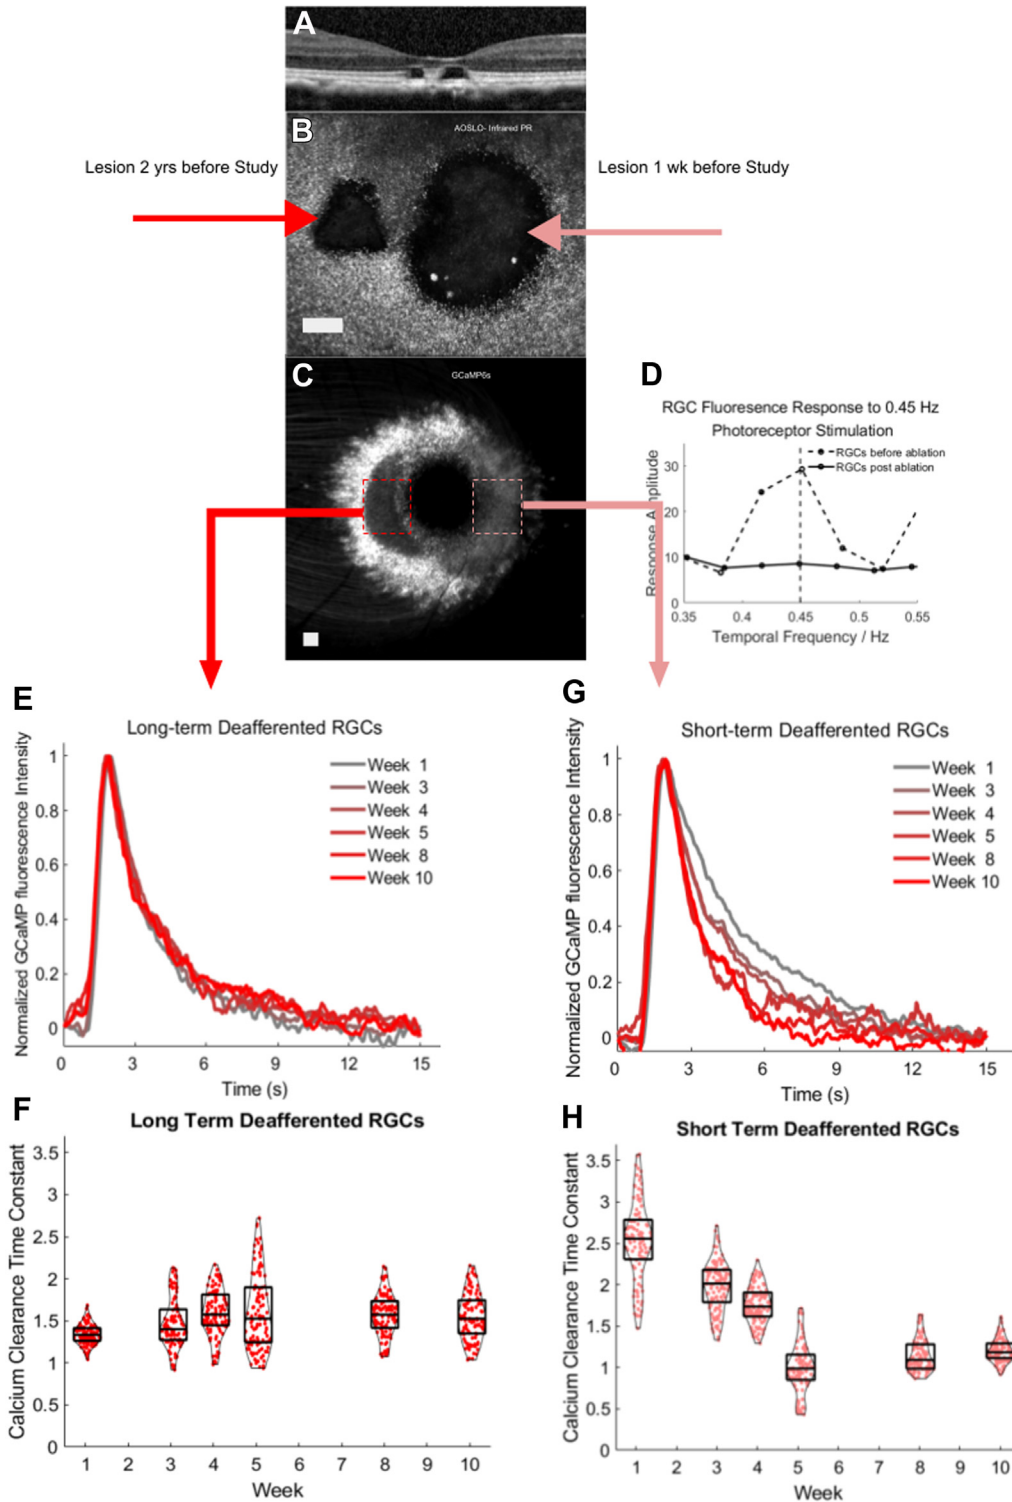 A
B
AOSLO- Infrared PR
Lesion 2 yrs before Study
Lesion 1 wk before Study
C
GCaMP6s
D
RGC Fluoresence Response to 0.45 Hz
Photoreceptor Stimulation
RGCs before ablation
RGCs post ablation
Response Amplitude
30
20
10
0
0.35
0.4
0.45
0.5
0.55
Temporal Frequency / Hz
E
Long-term Deafferented RGCs
Normalized GCaMP fluorescence Intensity
Week 1
Week 3
Week 4
Week 5
Week 8
Week 10
1
0.8
0.6
0.4
0.2
0
0
3
6
9
12
15
Time (s)
G
Short-term Deafferented RGCs
Normalized GCaMP fluorescence Intensity
Week 1
Week 3
Week 4
Week 5
Week 8
Week 10
1
0.8
0.6
0.4
0.2
0
0
3
6
9
12
15
Time (s)
F
Long Term Deafferented RGCs
Calcium Clearance Time Constant
3.5
3
2.5
2
1.5
1
0.5
0
1
2
3
4
5
6
7
8
9
10
Week
H
Short Term Deafferented RGCs
Calcium Clearance Time Constant
3.5
3
2.5
2
1.5
1
0.5
0
1
2
3
4
5
6
7
8
9
10
Week